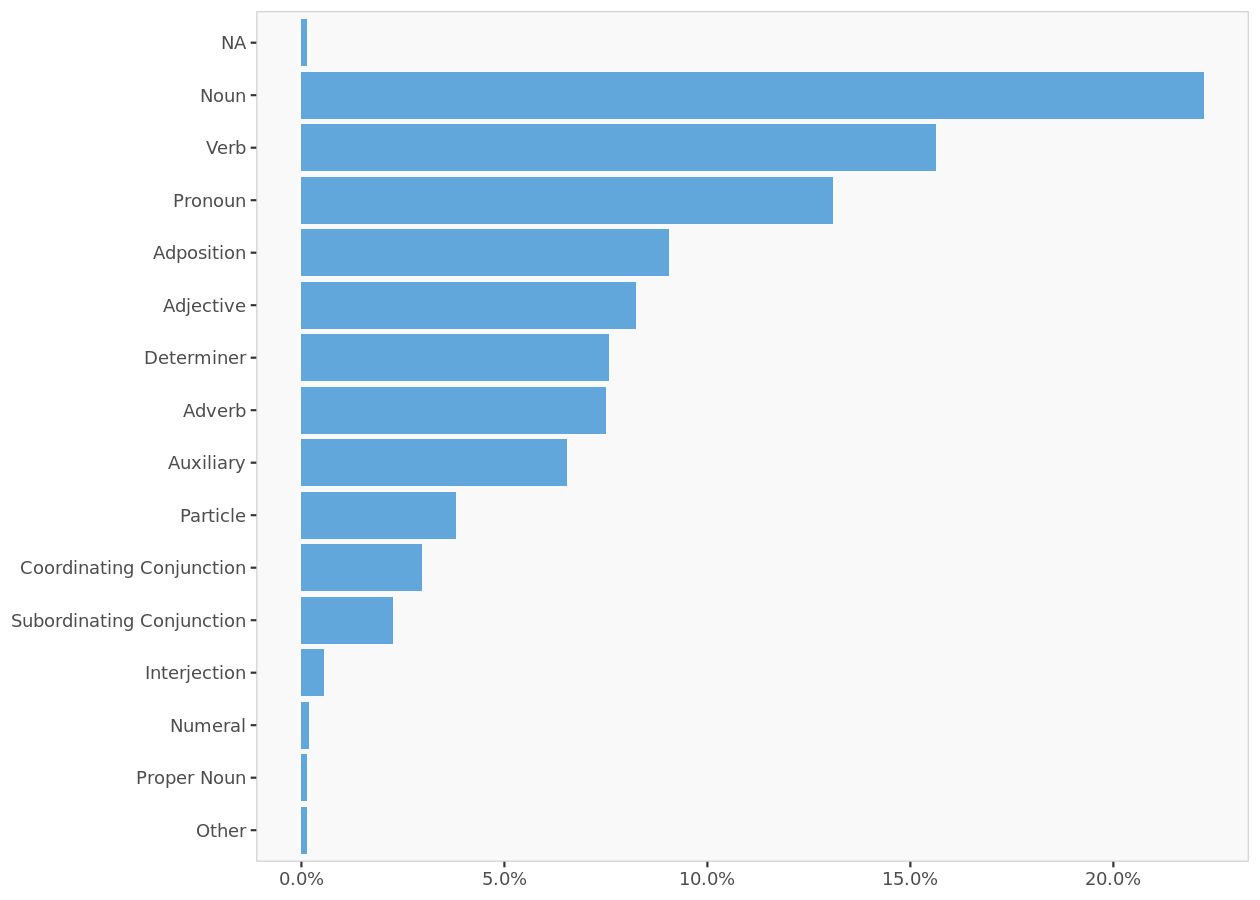 NA
Noun
Verb
Pronoun
Adposition
Adjective
Determiner
Adverb
Auxiliary
Particle
Coordinating Conjunction
Subordinating Conjunction
Interjection
Numeral
Proper Noun
Other
0.0% 5.0% 10.0% 15.0% 20.0%